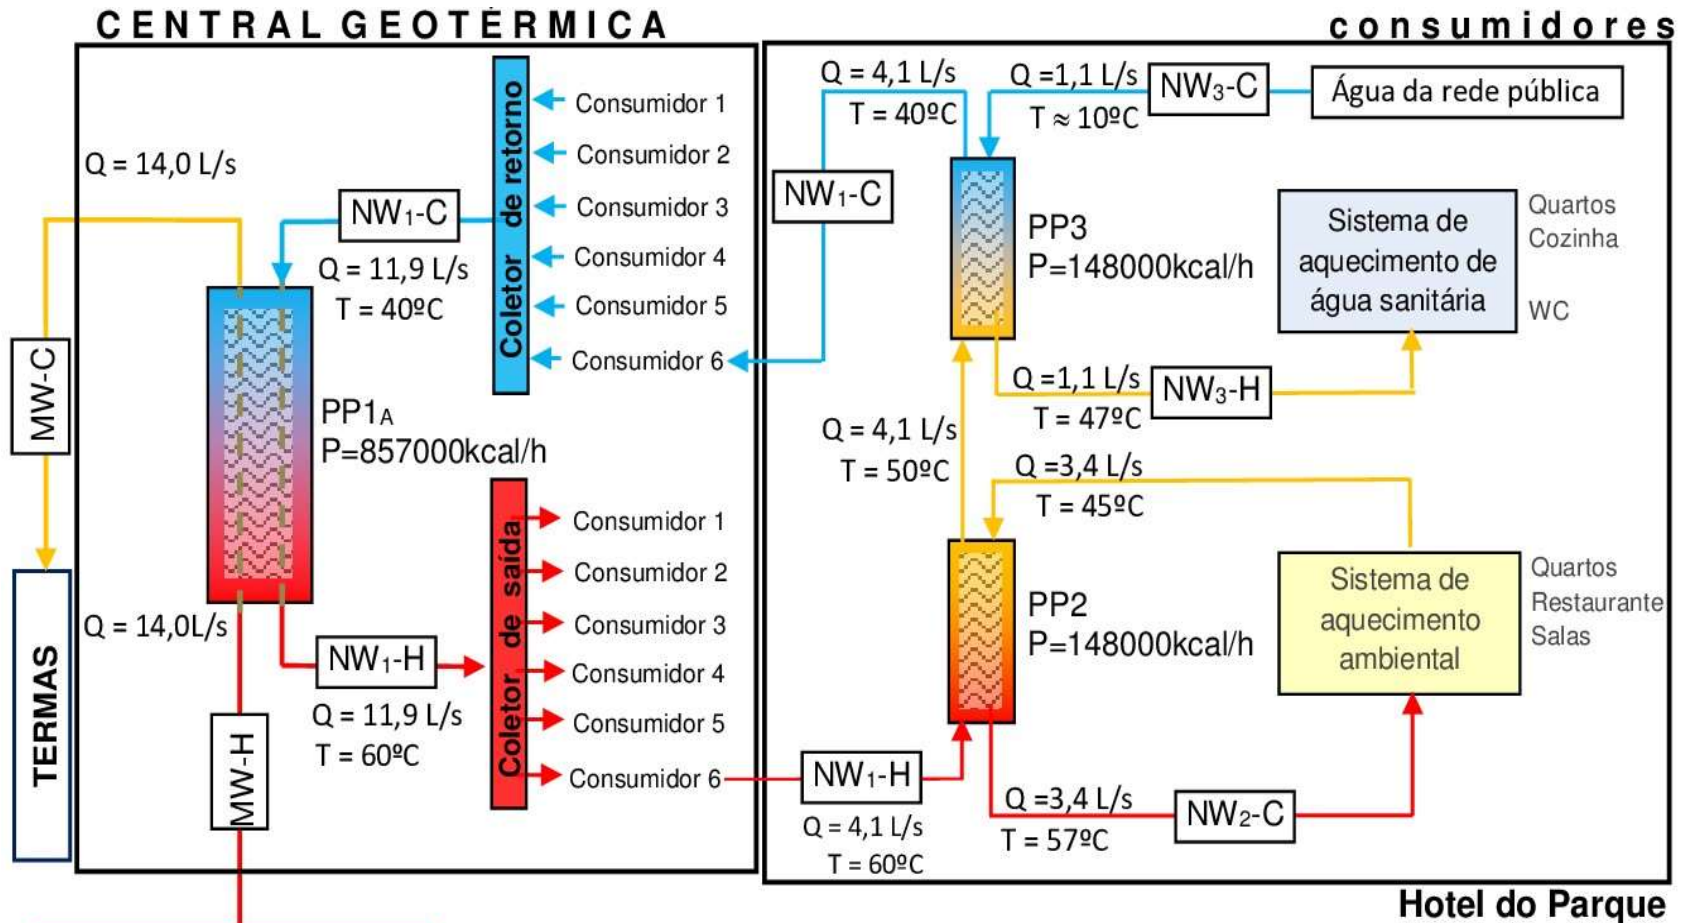 CENTRAL GEOTÉRMICA
consumidores
Q = 14,0 L/s
MW-C
TERMAS
Q = 14,0L/s
MW-H
NW1-C
Q = 11,9 L/s
T = 40ºC
PP1A
P=857000kcal/h
NW1-H
Q = 11,9 L/s
T = 60ºC
Coletor de retorno
Consumidor 1
Consumidor 2
Consumidor 3
Consumidor 4
Consumidor 5
Consumidor 6
Coletor de saída
Consumidor 1
Consumidor 2
Consumidor 3
Consumidor 4
Consumidor 5
Consumidor 6
Q = 4,1 L/s
T = 40ºC
NW1-C
Q =1,1 L/s
T ≈ 10ºC
NW3-C
Água da rede pública
PP3
P=148000kcal/h
Sistema de
aquecimento de
água sanitária
Quartos
Cozinha
WC
Q =1,1 L/s
T = 47ºC
NW3-H
Q = 4,1 L/s
T = 50ºC
Q =3,4 L/s
T = 45ºC
PP2
P=148000kcal/h
Sistema de
aquecimento
ambiental
Quartos
Restaurante
Salas
NW1-H
Q = 4,1 L/s
T = 60ºC
Q =3,4 L/s
T = 57ºC
NW2-C
Hotel do Parque